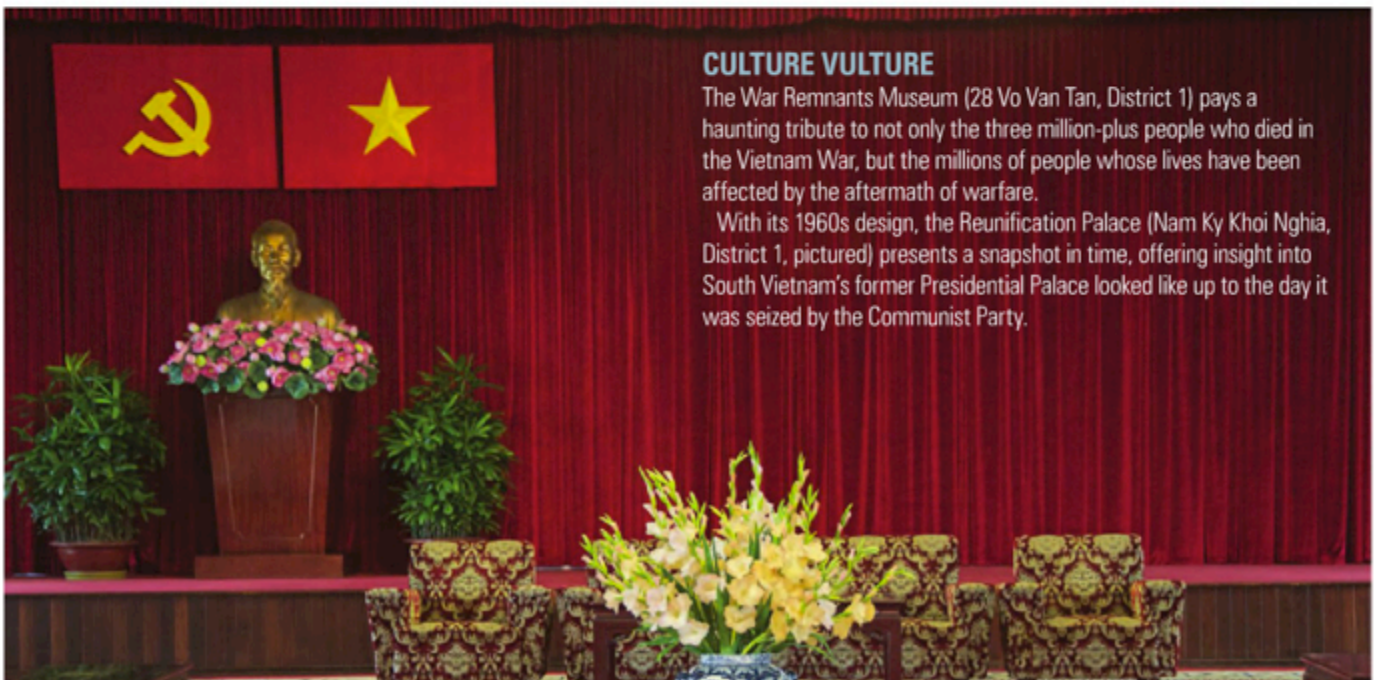 CULTURE VULTURE
The War Remnants Museum (28 Vo Van Tan, District 1) pays a
haunting tribute to not only the three million-plus people who died in
the Vietnam War, but the millions of people whose lives have been
affected by the aftermath of warfare.
With its 1960s design, the Reunification Palace (Nam Ky Khoi Nghia,
District 1, pictured) presents a snapshot in time, offering insight into
South Vietnam's former Presidential Palace looked like up to the day it
was seized by the Communist Party.